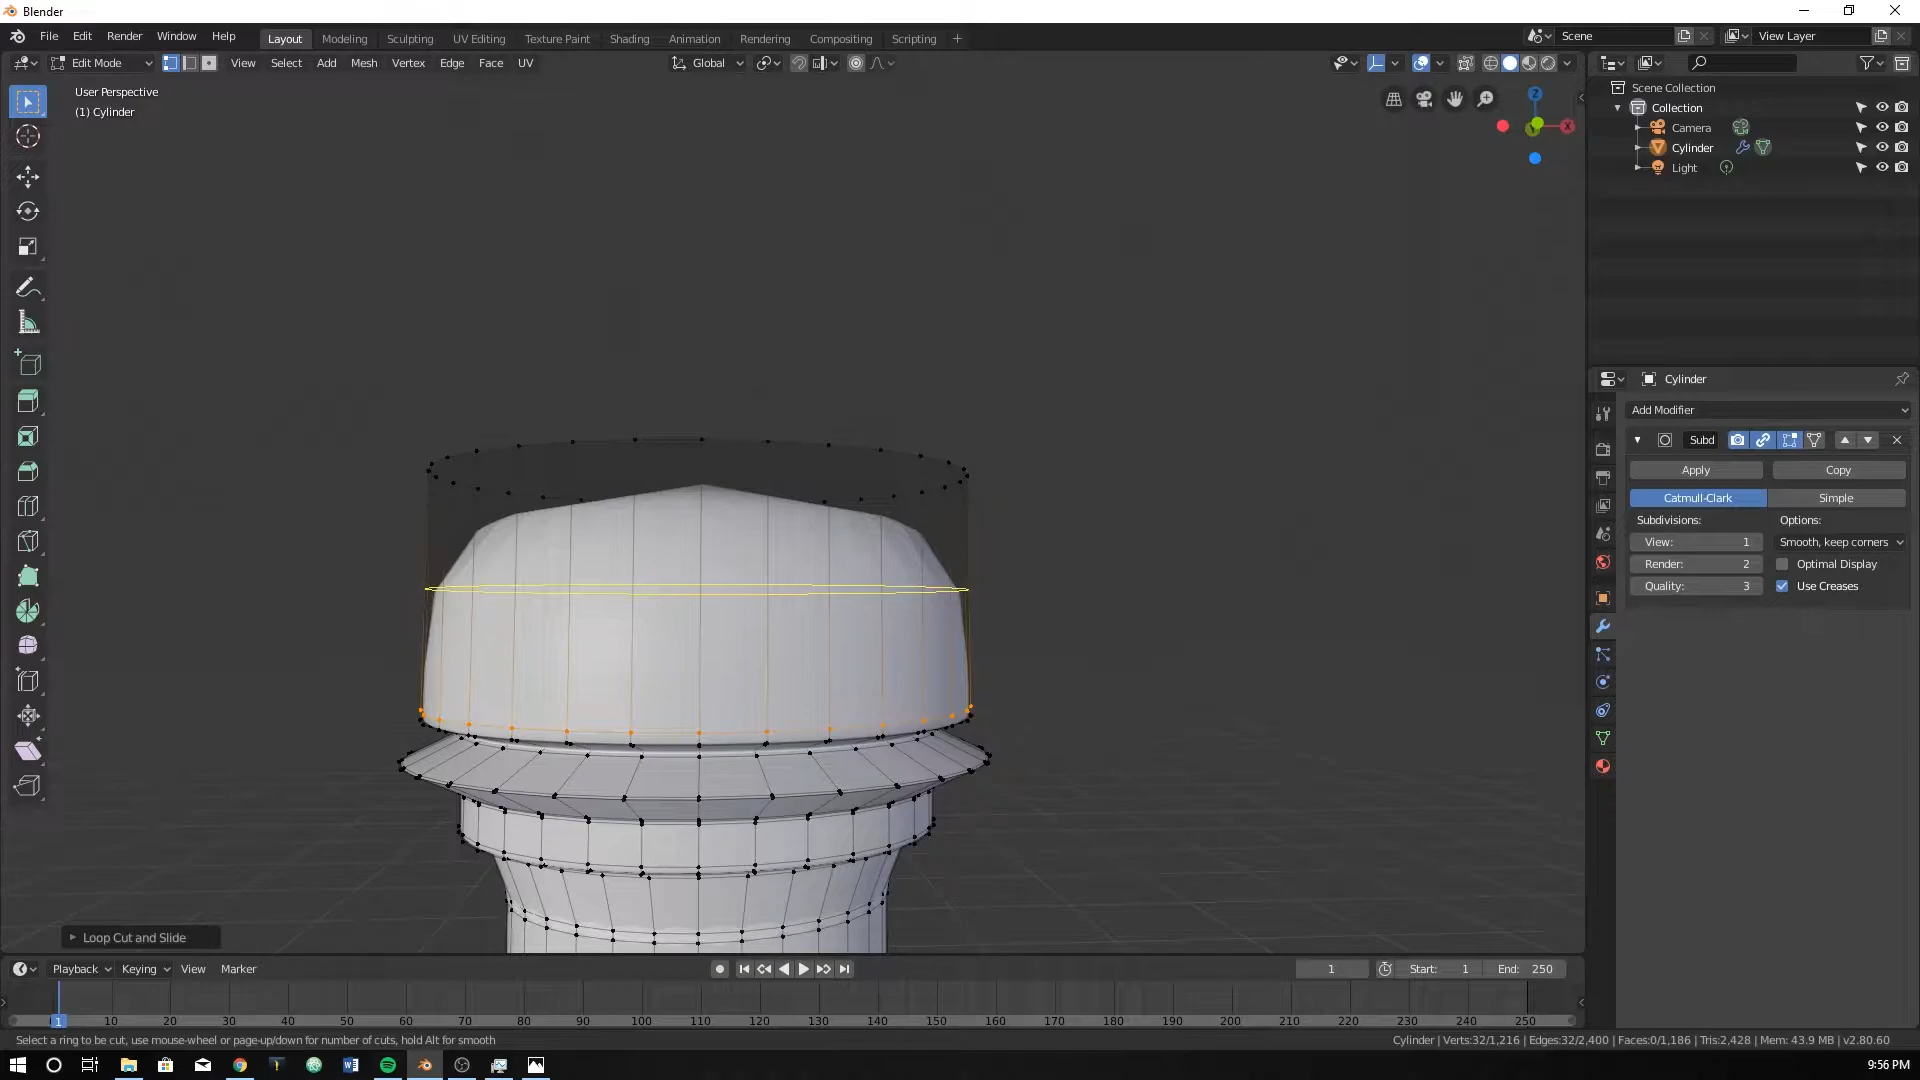 Blender
File Edit Render Window Help Layout Modeling Sculpting UV Editing Texture Paint Shading Animation Rendering Compositing Scripting + Scene View Layer
Edit Mode View Select Add Mesh Vertex Edge Face UV Global
User Perspective
(1) Cylinder
Z
X
Scene Collection
Collection
Camera
Cylinder
Light
Cylinder
Add Modifier
Subd
Apply Copy
Catmull-Clark Simple
Subdivisions: Options:
View: 1 Smooth, keep corners
Render: 2 Optimal Display
Quality: 3 Use Creases
Loop Cut and Slide
Playback Keying View Marker 1 Start: 1 End: 250
1 10 20 30 40 50 60 70 80 90 100 110 120 130 140 150 160 170 180 190 200 210 220 230 240 250
Select a ring to be cut, use mouse-wheel or page-up/down for number of cuts, hold Alt for smooth
Cylinder | Verts:32/1,216 | Edges:32/2,400 | Faces:0/1,186 | Tris:2,428 | Mem: 43.9 MB | v2.80.60
9:56 PM